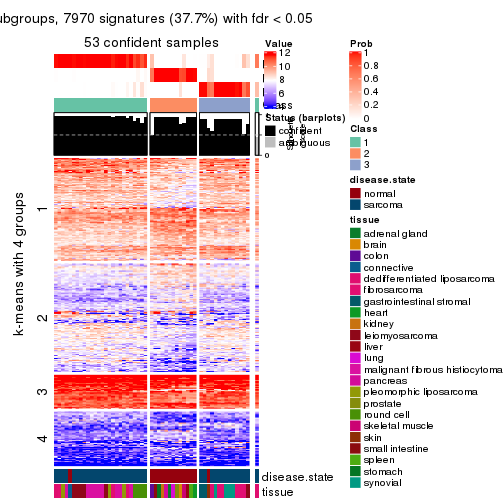 ubgroups, 7970 signatures (37.7%) with fdr < 0.05
53 confident samples
k-means with 4 groups
1
2
3
4
disease.state
tissue
Value
12
10
8
6
Status (barplots)
confident
ambiguous
0
Prob
1
0.8
0.6
0.4
0.2
0
Class
1
2
3
disease.state
normal
sarcoma
tissue
adrenal gland
brain
colon
connective
dedifferentiated liposarcoma
fibrosarcoma
gastrointestinal stromal
heart
kidney
leiomyosarcoma
liver
lung
malignant fibrous histiocytoma
pancreas
pleomorphic liposarcoma
prostate
round cell
skeletal muscle
skin
small intestine
spleen
stomach
synovial